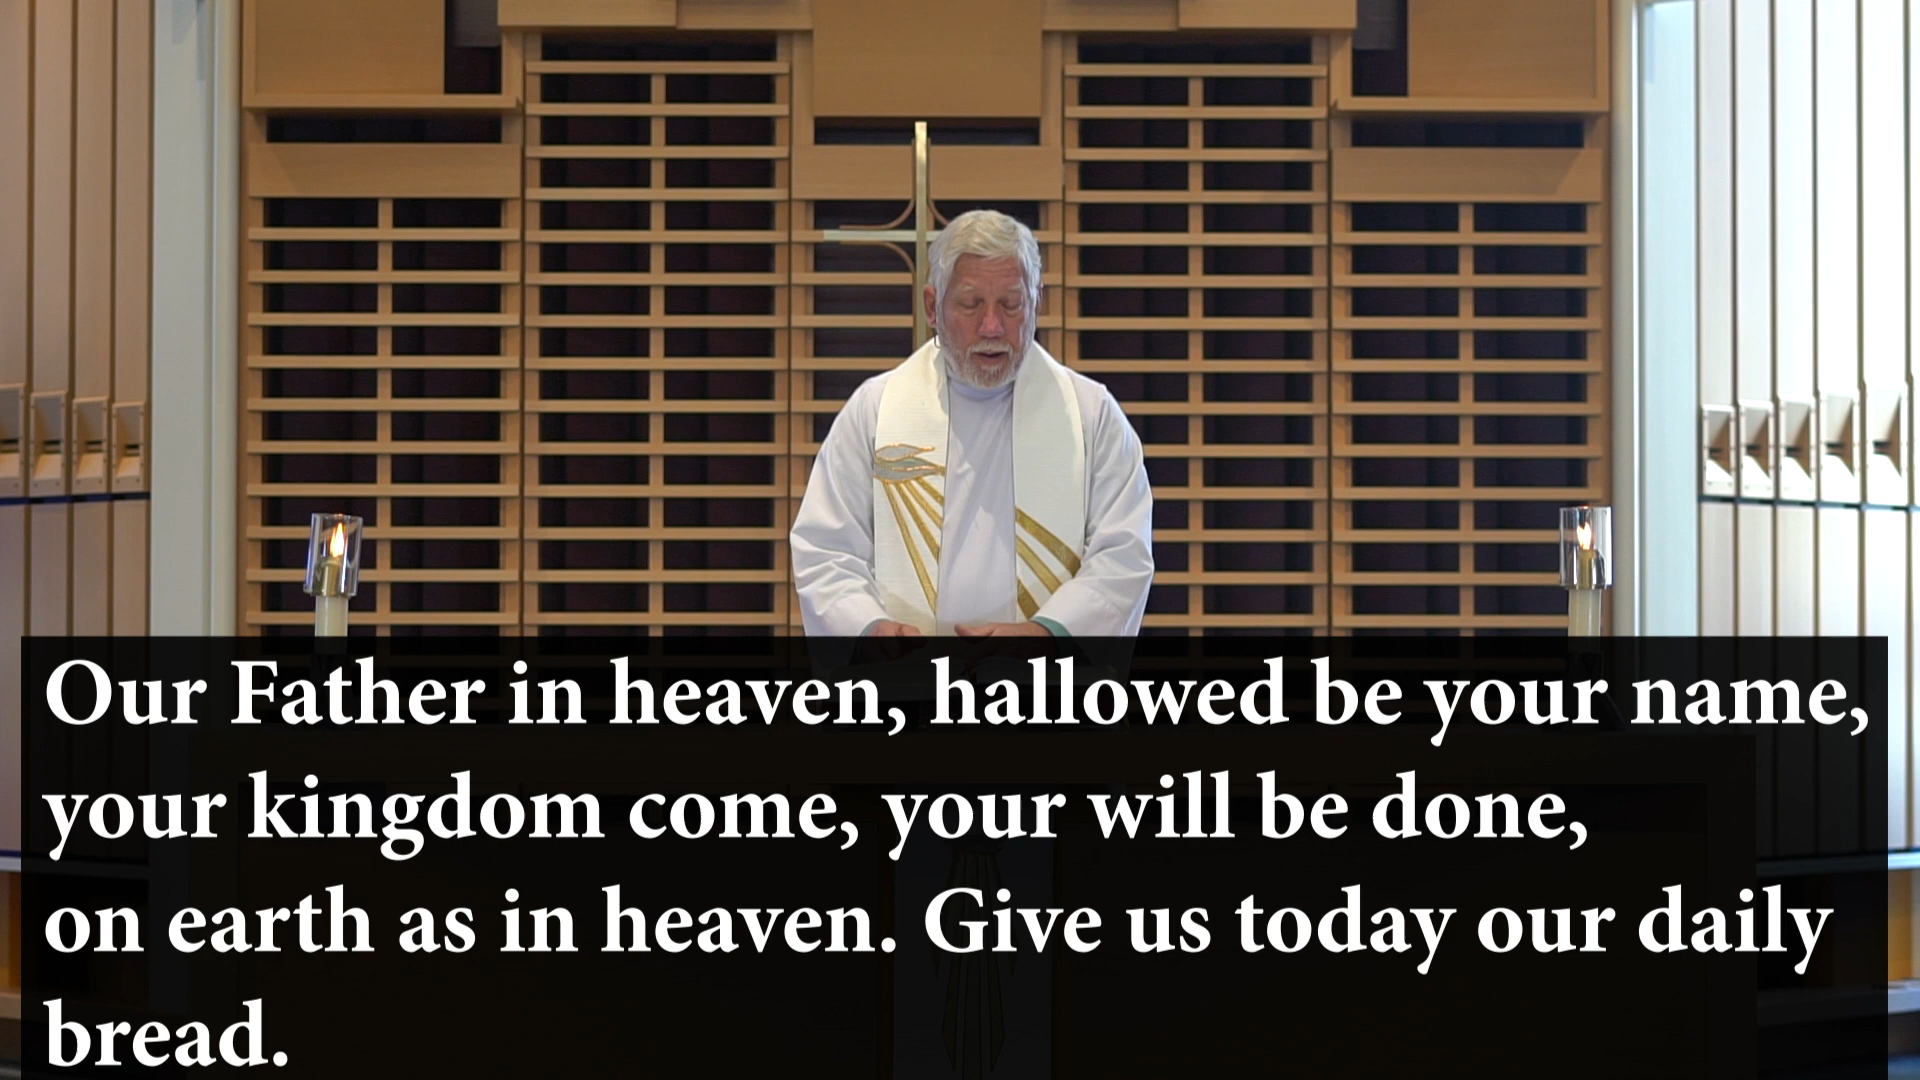 Our Father in heaven, hallowed be your name,
your kingdom come, your will be done,
on earth as in heaven. Give us today our daily
bread.